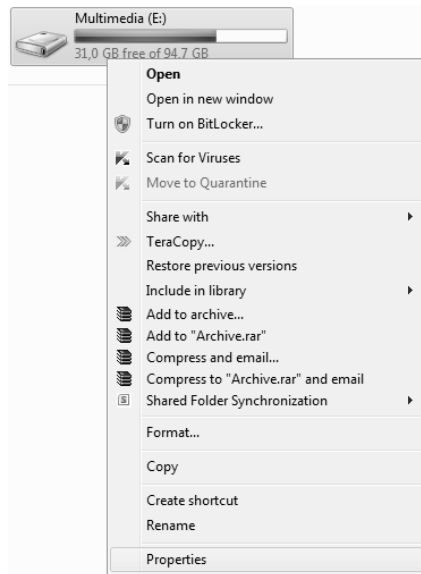 Multimedia (E:)
31,0 GB free of 94.7 GB
Open
Open in new window
Turn on BitLocker...
Scan for Viruses
Move to Quarantine
Share with
TeraCopy...
Restore previous versions
Include in library
Add to archive...
Add to "Archive.rar"
Compress and email...
Compress to "Archive.rar" and email
Shared Folder Synchronization
Format...
Copy
Create shortcut
Rename
Properties